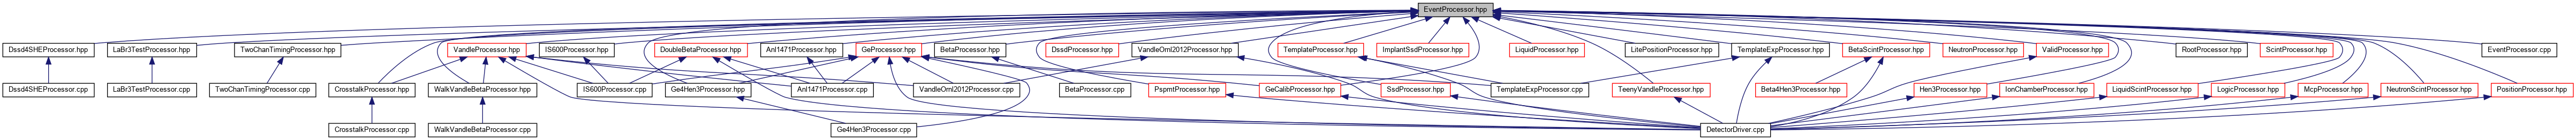 EventProcessor.hpp
Dssd4SHEProcessor.hpp
LaBr3TestProcessor.hpp
TwoChanTimingProcessor.hpp
VandleProcessor.hpp
IS600Processor.hpp
DoubleBetaProcessor.hpp
Anl1471Processor.hpp
GeProcessor.hpp
BetaProcessor.hpp
DssdProcessor.hpp
VandleOrnl2012Processor.hpp
TemplateProcessor.hpp
ImplantSsdProcessor.hpp
LiquidProcessor.hpp
LitePositionProcessor.hpp
TemplateExpProcessor.hpp
BetaScintProcessor.hpp
NeutronProcessor.hpp
ValidProcessor.hpp
RootProcessor.hpp
ScintProcessor.hpp
EventProcessor.cpp
Dssd4SHEProcessor.cpp
LaBr3TestProcessor.cpp
TwoChanTimingProcessor.cpp
CrosstalkProcessor.hpp
WalkVandleBetaProcessor.hpp
IS600Processor.cpp
Ge4Hen3Processor.hpp
Anl1471Processor.cpp
VandleOrnl2012Processor.cpp
BetaProcessor.cpp
PspmtProcessor.hpp
GeCalibProcessor.hpp
SsdProcessor.hpp
TemplateExpProcessor.cpp
TeenyVandleProcessor.hpp
Beta4Hen3Processor.hpp
Hen3Processor.hpp
IonChamberProcessor.hpp
LiquidScintProcessor.hpp
LogicProcessor.hpp
McpProcessor.hpp
NeutronScintProcessor.hpp
PositionProcessor.hpp
CrosstalkProcessor.cpp
WalkVandleBetaProcessor.cpp
Ge4Hen3Processor.cpp
DetectorDriver.cpp